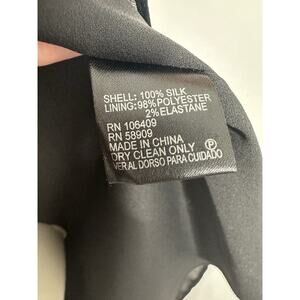 SHELL: 100% SILK
LINING: 98% POLYESTER
2% ELASTANE
RN 106409
RN 58909
MADE IN CHINA
DRY CLEAN ONLY Ⓟ
VER AL DORSO PARA CUIDADO